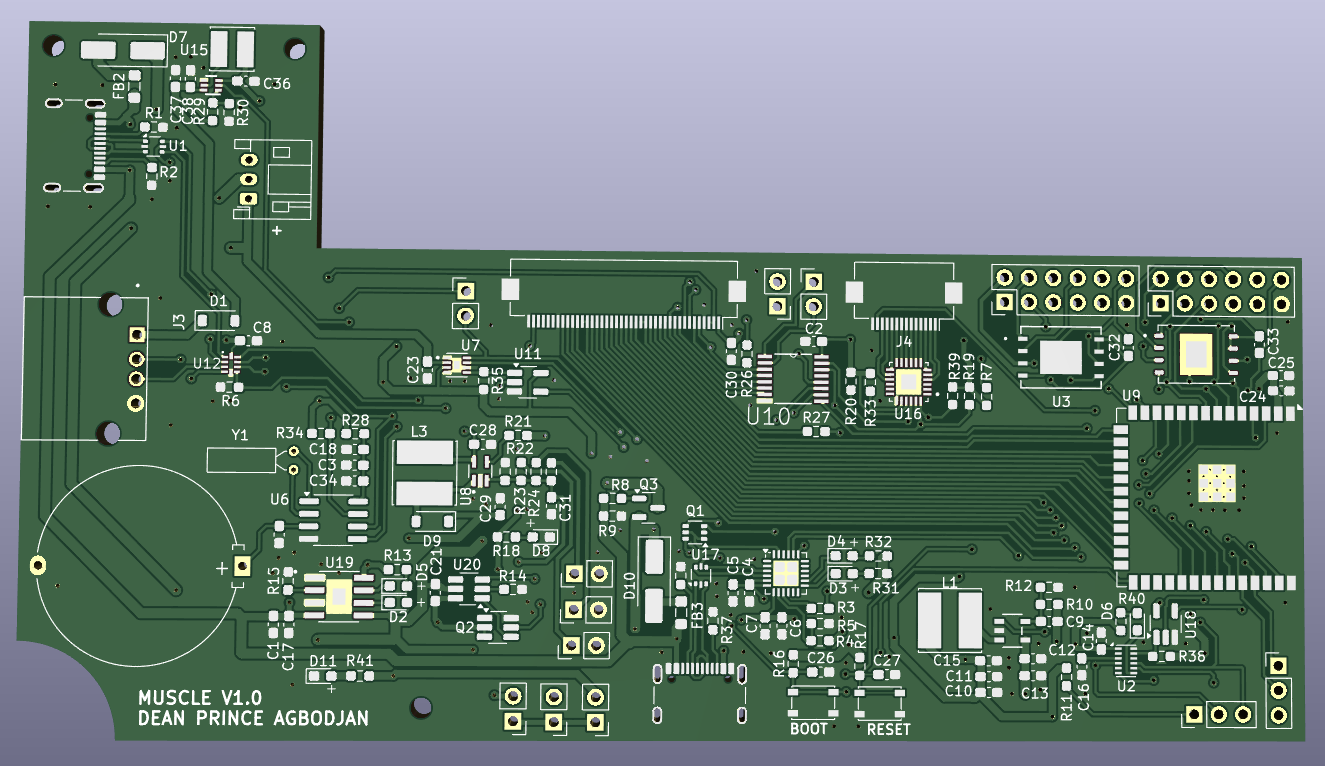 D7
U15
FB2
C36
C37
C38
R29
R30
R1
U1
R2
+
D1
J3
C8
U12
R6
U7
C23
R35
U11
C2
C30
R26
U10
R27
R20
R33
J4
U16
R39
R19
R7
U3
C32
C33
C25
C24
U9
Y1
R34
R28
C18
C3
C34
L3
C28
R21
R22
U8
C29
R23
R24
+
C31
U6
D9
R18
D8
R8
Q3
R9
Q1
U17
D10
FB3
R37
C5
C4
C7
C6
D4+
R32
D3+
R31
R3
R5
R4
R17
R16
C26
C27
+
U19
R13
R15
D5
+
D2
C21
U20
R14
Q2
C1
C17
D11
+
R41
L1
R12
R10
C9
C15
C11
C10
C12
C13
C14
R11
C16
D6
R40
U18
R36
U2
BOOT
RESET
MUSCLE V1.0
DEAN PRINCE AGBODJAN